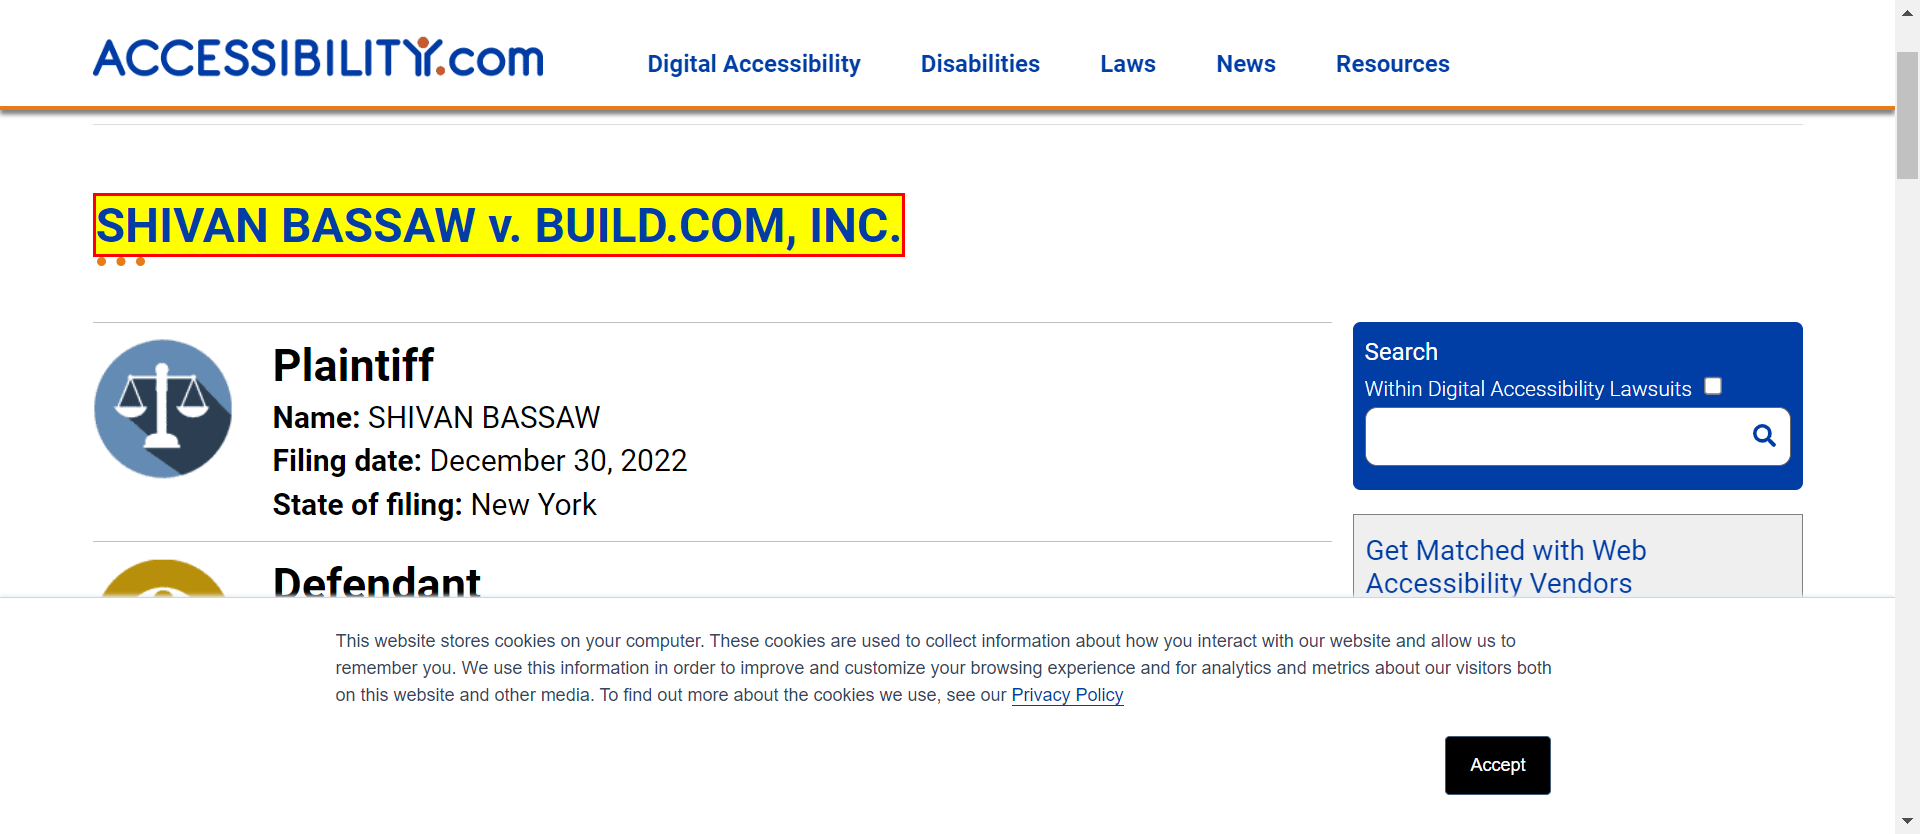 ACCESSIBILITY.com
Digital Accessibility
Disabilities
Laws
News
Resources
SHIVAN BASSAW v. BUILD.COM, INC.
Plaintiff
Name: SHIVAN BASSAW
Filing date: December 30, 2022
State of filing: New York
Defendant
Search
Within Digital Accessibility Lawsuits
Get Matched with Web
Accessibility Vendors
This website stores cookies on your computer. These cookies are used to collect information about how you interact with our website and allow us to
remember you. We use this information in order to improve and customize your browsing experience and for analytics and metrics about our visitors both
on this website and other media. To find out more about the cookies we use, see our Privacy Policy
Accept